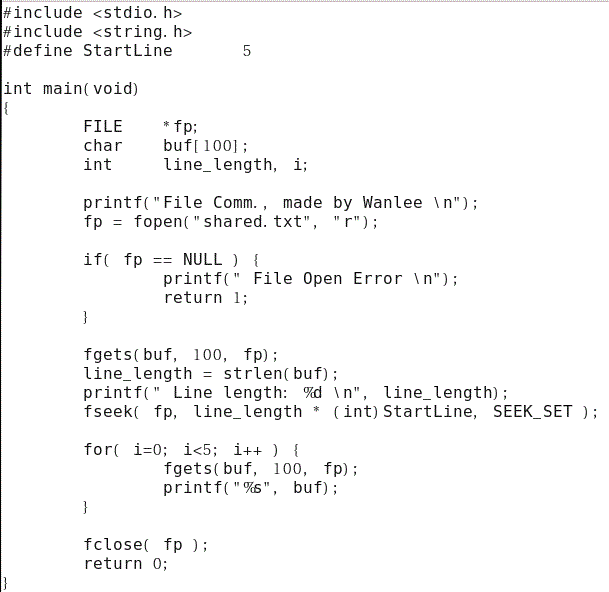 #include <stdio.h>
#include <string.h>
#define StartLine       5
int main(void)
{
        FILE    *fp;
        char    buf[100];
        int     line_length, i;
        printf("File Comm., made by Wanlee \n");
        fp = fopen("shared.txt", "r");
        if( fp == NULL ) {
                printf(" File Open Error \n");
                return 1;
        }
        fgets(buf, 100, fp);
        line_length = strlen(buf);
        printf(" Line length: %d \n", line_length);
        fseek( fp, line_length * (int)StartLine, SEEK_SET );
        for( i=0; i<5; i++ ) {
                fgets(buf, 100, fp);
                printf("%s", buf);
        }
        fclose( fp );
        return 0;
}